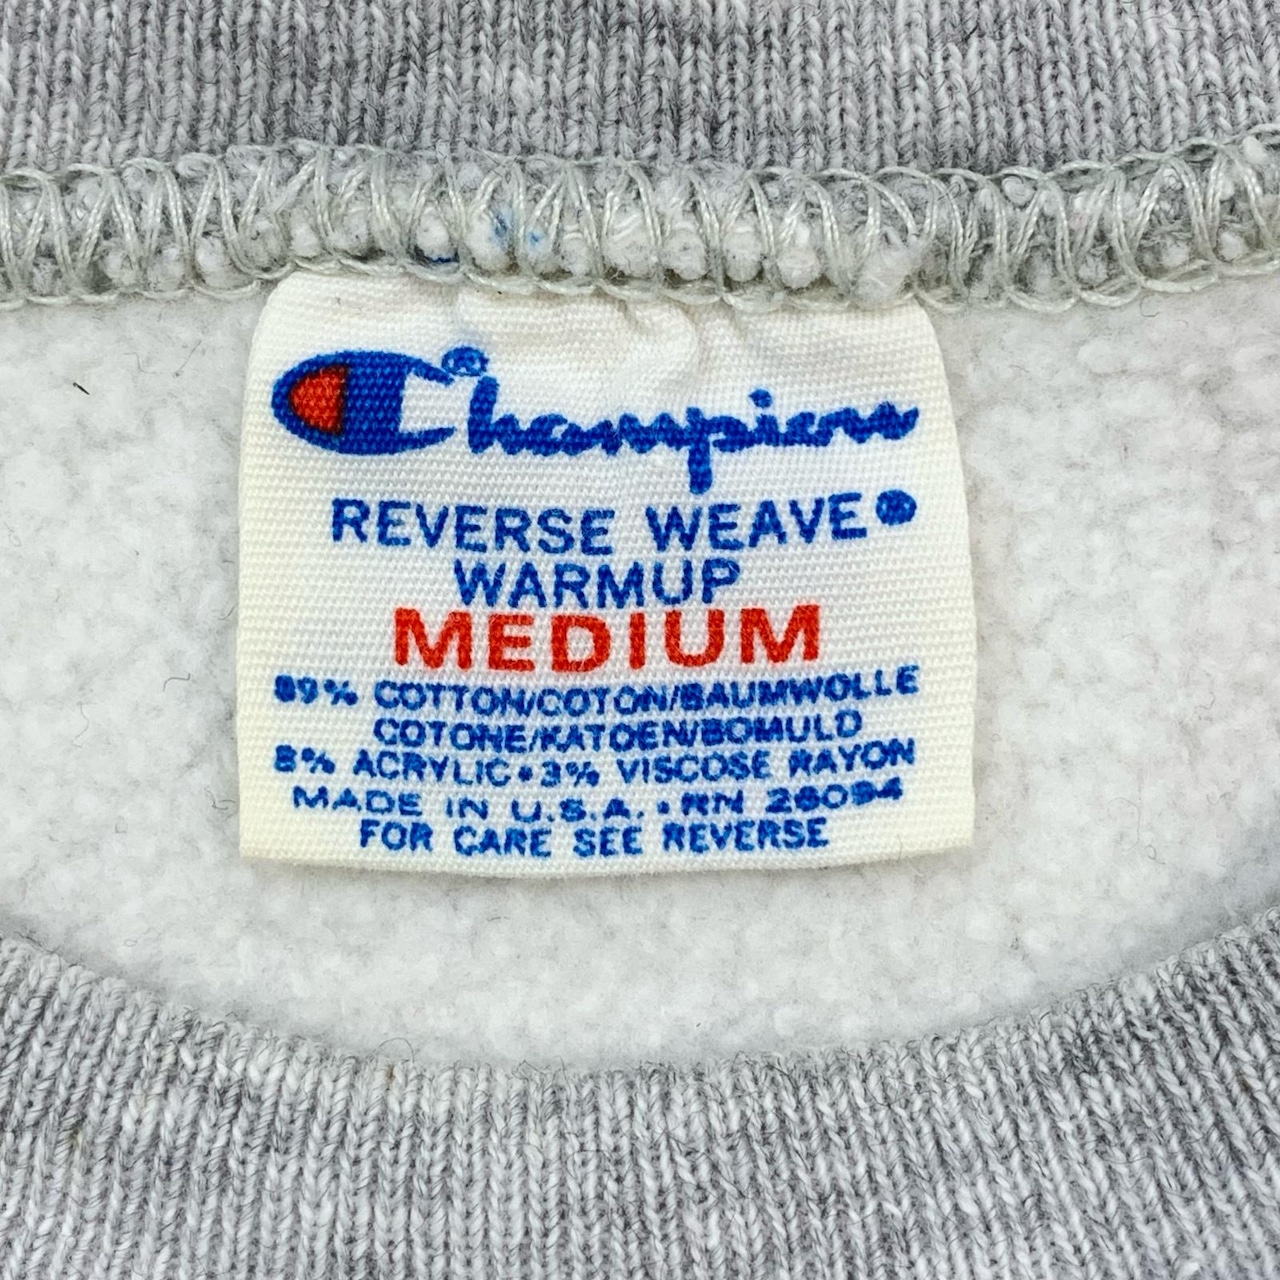 Champion®
REVERSE WEAVE®
WARMUP
MEDIUM
89% COTTON/COTON/BAUMWOLLE
COTONE/KATOEN/BOMULD
8% ACRYLIC • 3% VISCOSE RAYON
MADE IN U.S.A. • RN 26094
FOR CARE SEE REVERSE